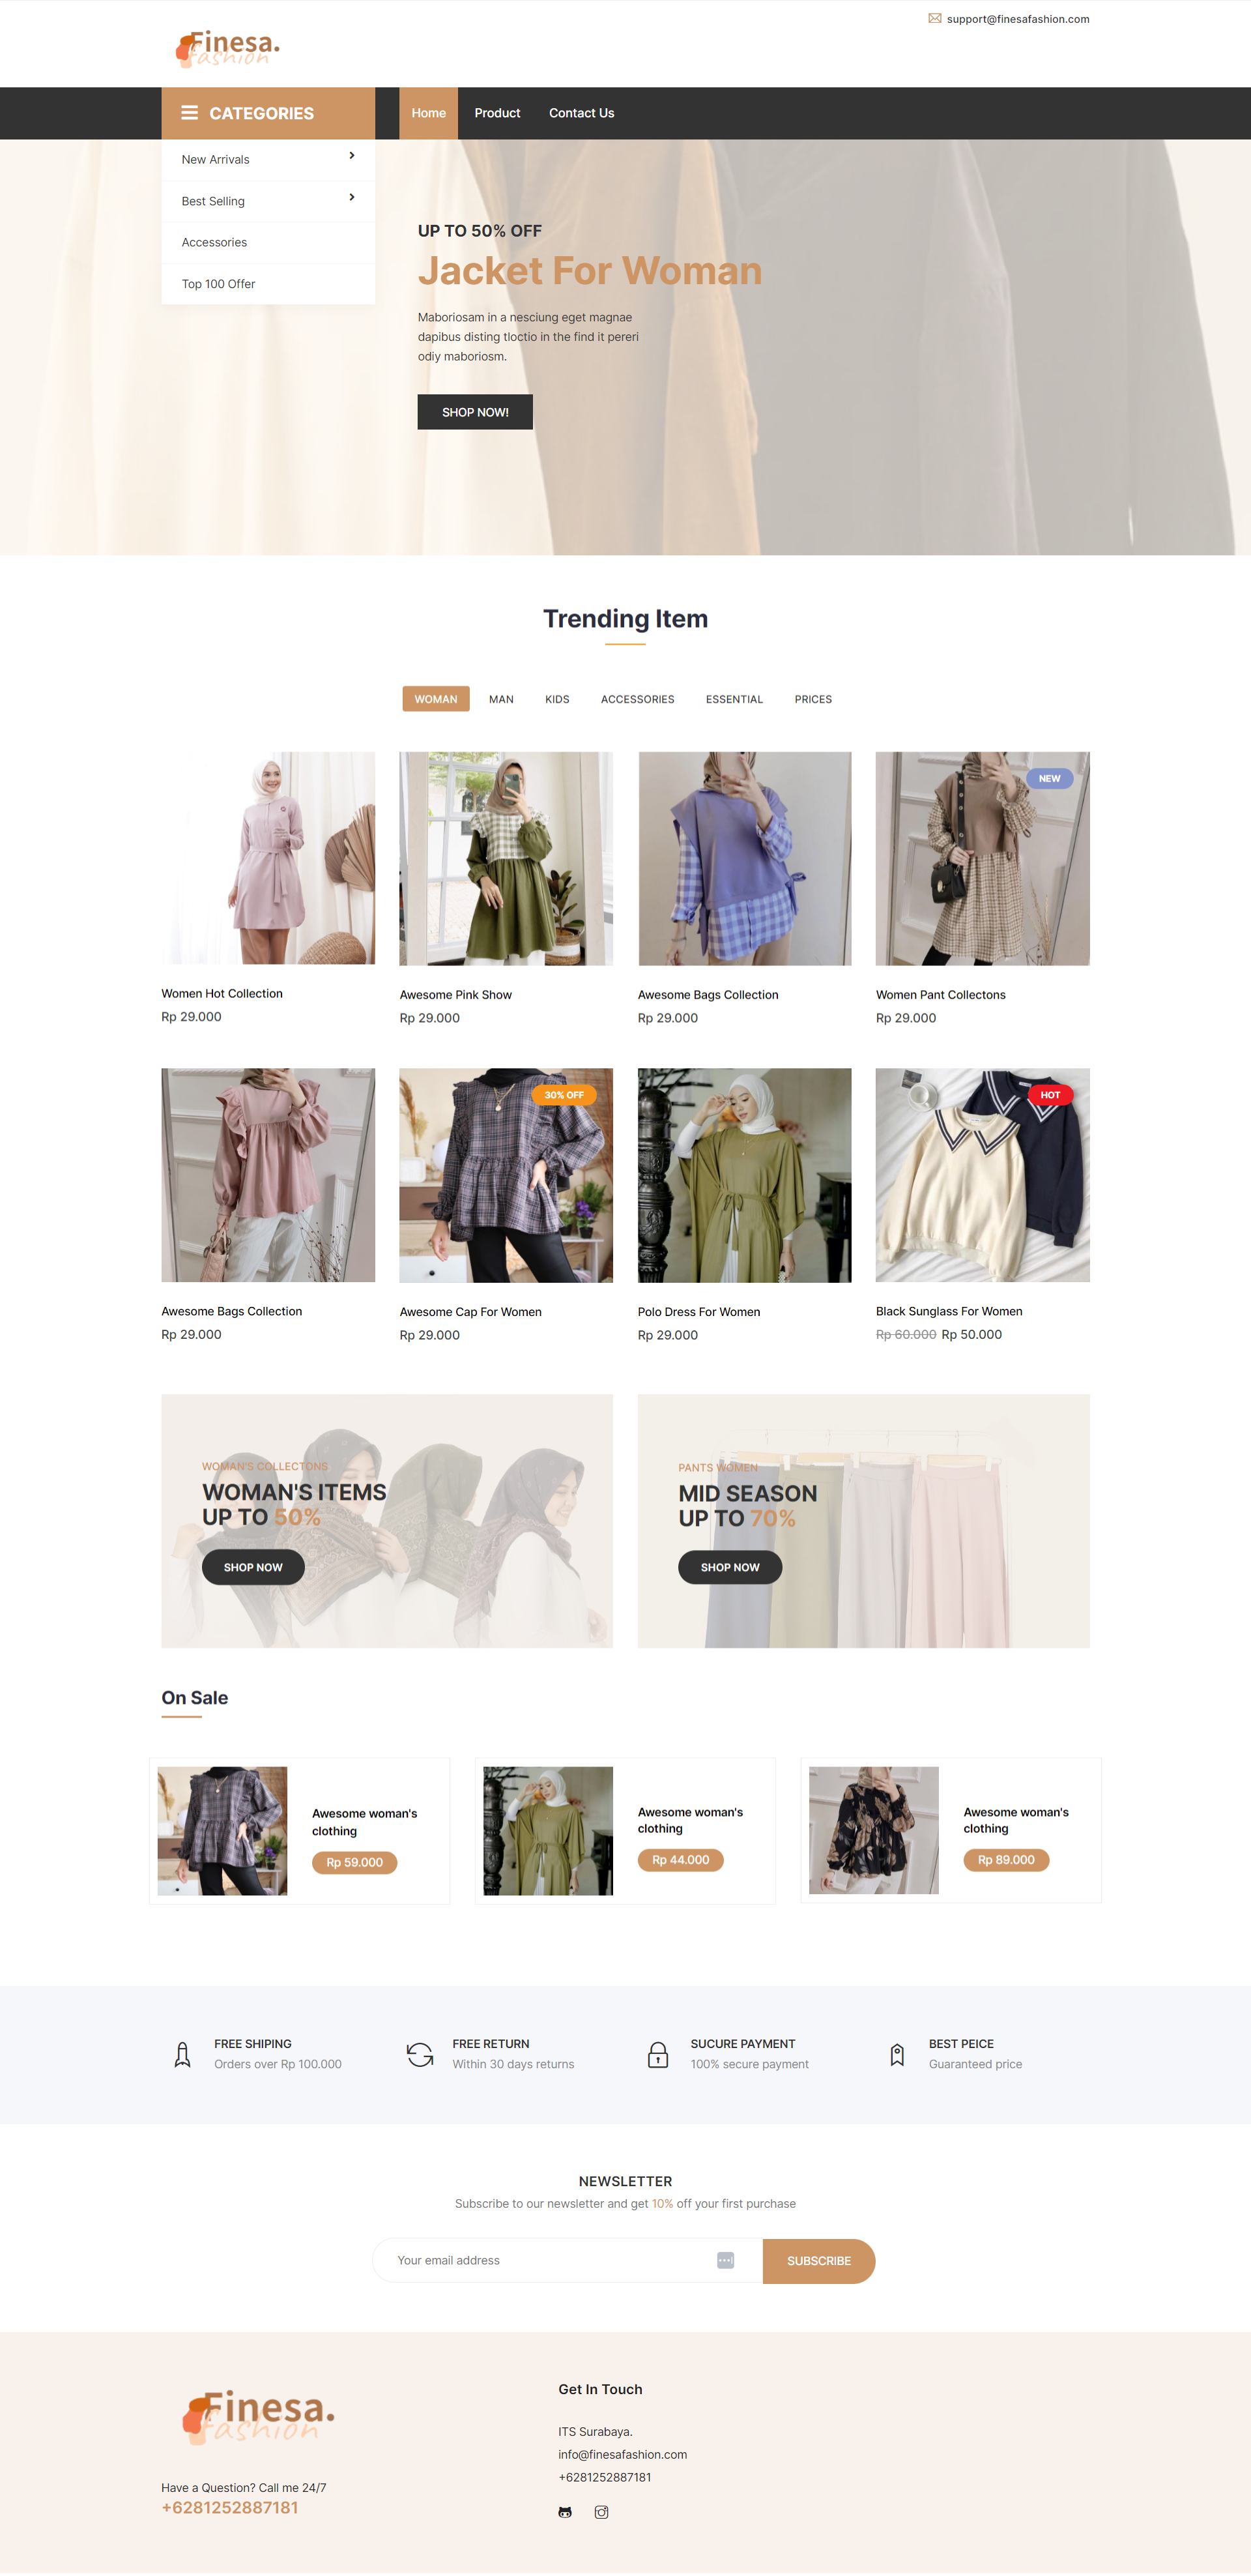 support@finesafashion.com
Finesa.
fashion
CATEGORIES
Home
Product
Contact Us
New Arrivals
Best Selling
Accessories
Top 100 Offer
UP TO 50% OFF
Jacket For Woman
Maboriosam in a nesciung eget magnae
dapibus disting tloctio in the find it pereri
odiy maboriosm.
SHOP NOW!
Trending Item
WOMAN
MAN
KIDS
ACCESSORIES
ESSENTIAL
PRICES
NEW
Women Hot Collection
Rp 29.000
Awesome Pink Show
Rp 29.000
Awesome Bags Collection
Rp 29.000
Women Pant Collectons
Rp 29.000
30% OFF
HOT
Awesome Bags Collection
Rp 29.000
Awesome Cap For Women
Rp 29.000
Polo Dress For Women
Rp 29.000
Black Sunglass For Women
Rp 60.000 Rp 50.000
WOMAN'S COLLECTONS
WOMAN'S ITEMS
UP TO 50%
SHOP NOW
PANTS WOMEN
MID SEASON
UP TO 70%
SHOP NOW
On Sale
Awesome woman's
clothing
Rp 59.000
Awesome woman's
clothing
Rp 44.000
Awesome woman's
clothing
Rp 89.000
FREE SHIPING
Orders over Rp 100.000
FREE RETURN
Within 30 days returns
SUCURE PAYMENT
100% secure payment
BEST PEICE
Guaranteed price
NEWSLETTER
Subscribe to our newsletter and get 10% off your first purchase
Your email address
SUBSCRIBE
Finesa.
fashion
Have a Question? Call me 24/7
+6281252887181
Get In Touch
ITS Surabaya.
info@finesafashion.com
+6281252887181